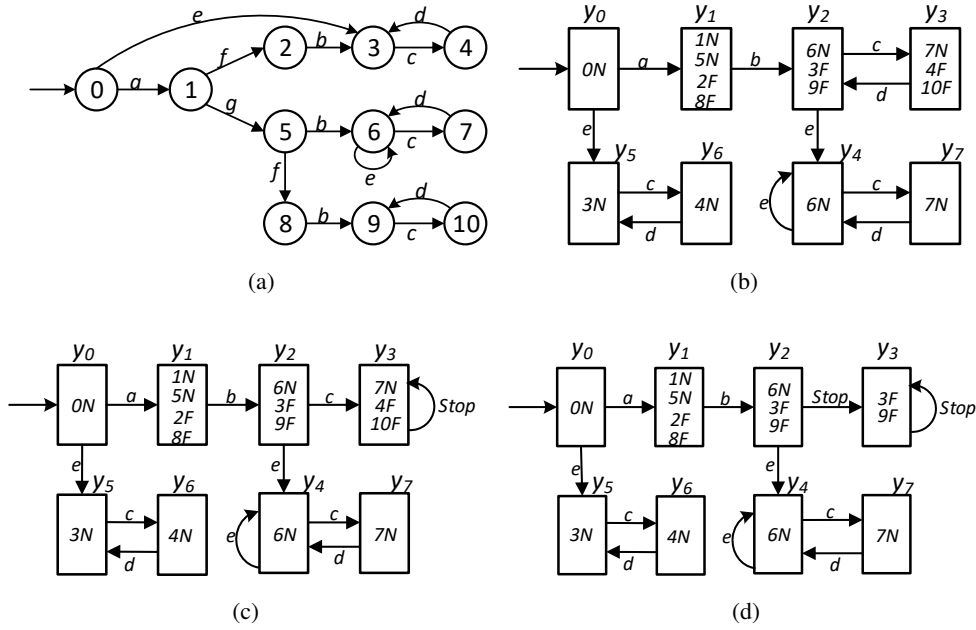 e
d
0 a 1 f 2 b 3 c 4
g
d
5 b 6 c 7
e
f
d
8 b 9 c 10
(a)
y0 y1 y2 y3
0N a 1N 5N 2F 8F b 6N 3F 9F c d 7N 4F 10F
e e
y5 y6 y4 y7
3N c d 4N e 6N c d 7N
(b)
y0 y1 y2 y3
0N a 1N 5N 2F 8F b 6N 3F 9F c 7N 4F 10F Stop
e e
y5 y6 y4 y7
3N c d 4N e 6N c d 7N
(c)
y0 y1 y2 y3
0N a 1N 5N 2F 8F b 6N 3F 9F Stop 3F 9F Stop
e e
y5 y6 y4 y7
3N c d 4N e 6N c d 7N
(d)